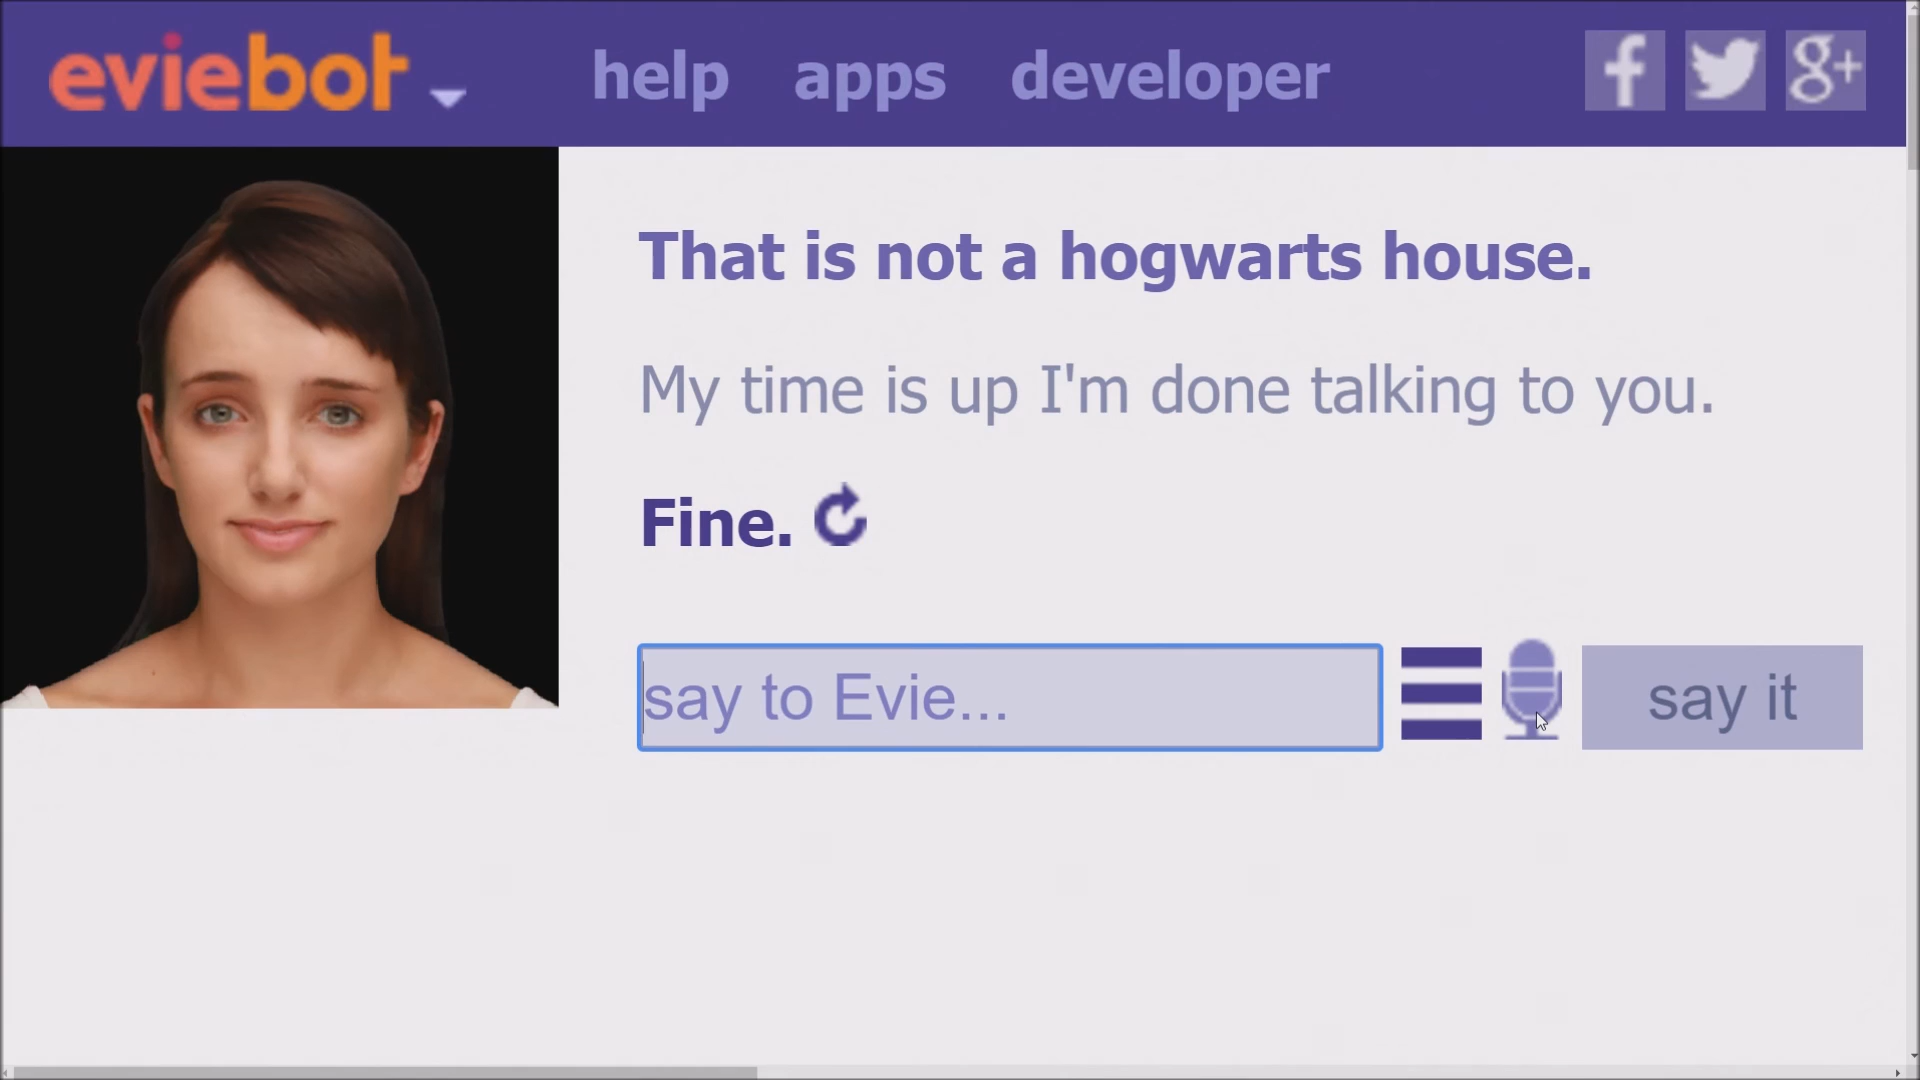 eviebot help apps developer f g+
That is not a hogwarts house.
My time is up I'm done talking to you.
Fine.
say to Evie... say it